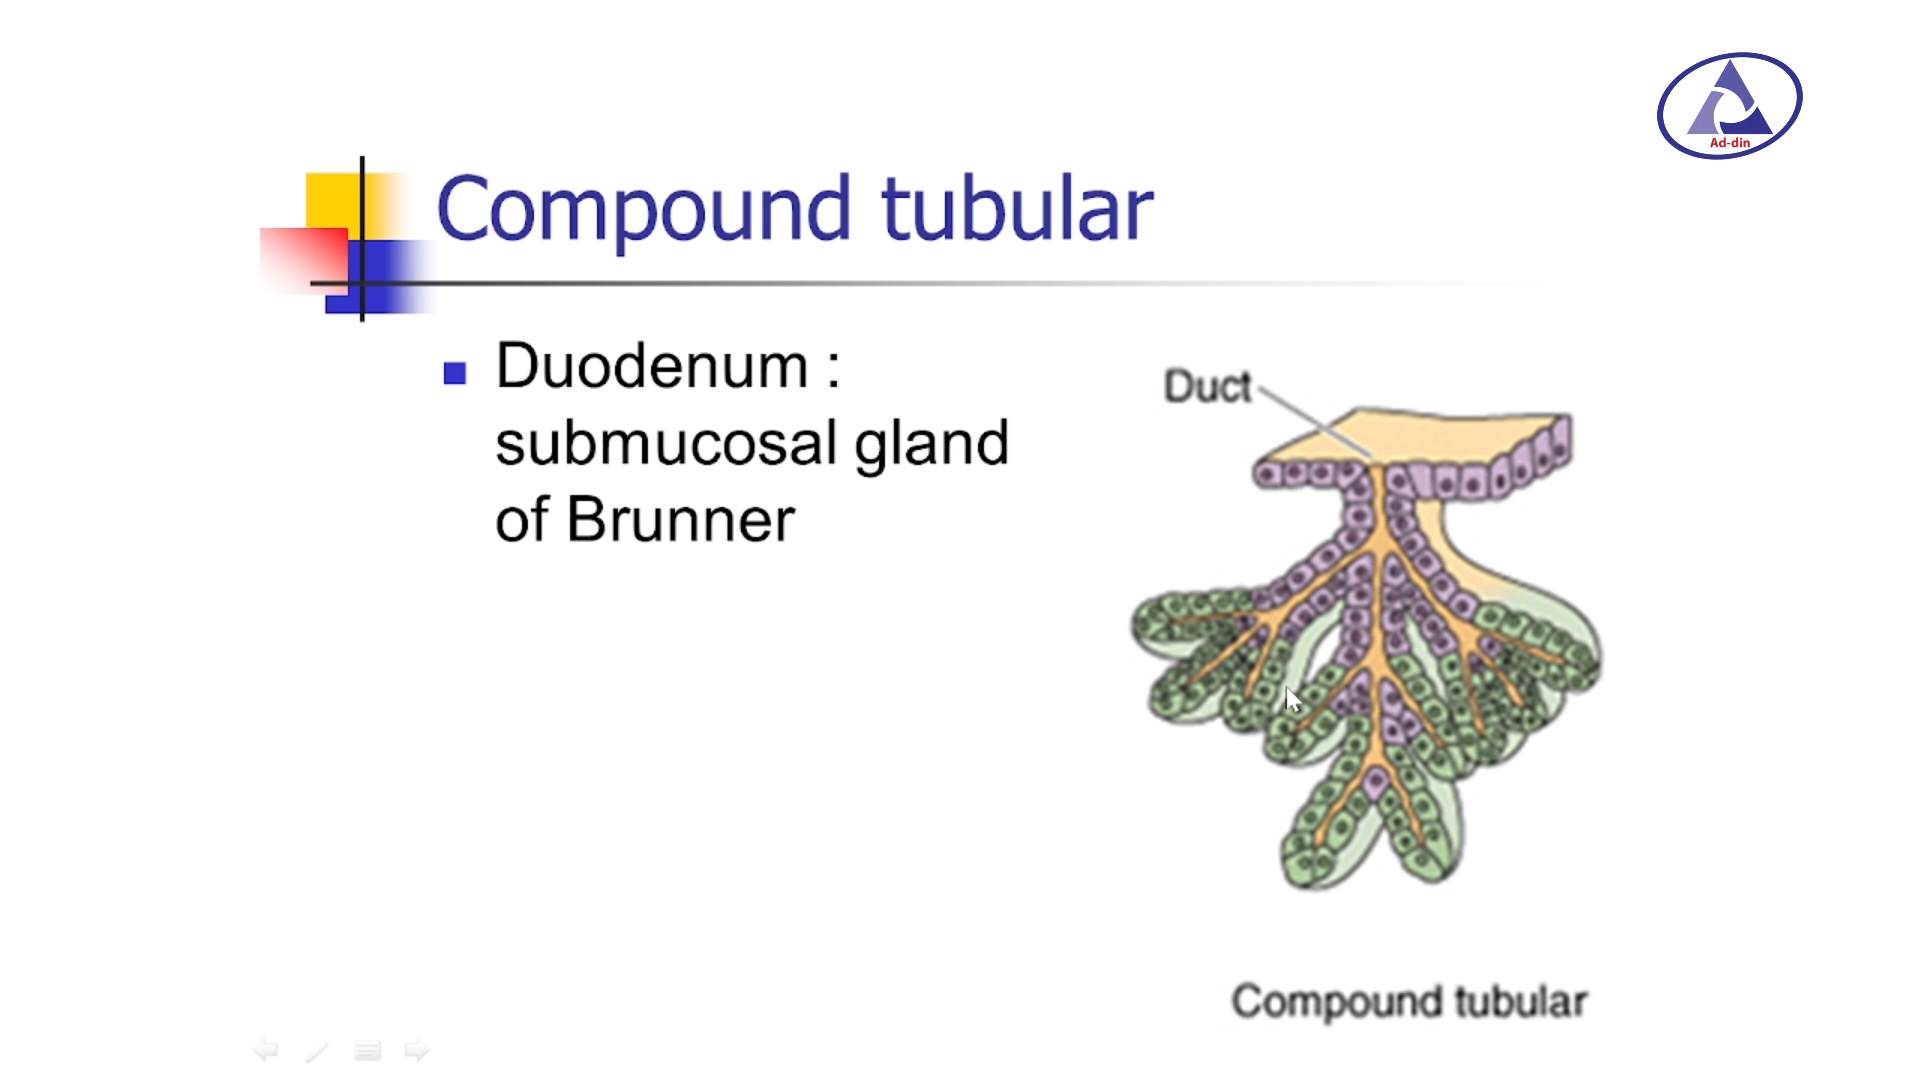 Ad-din
Compound tubular
Duodenum :
submucosal gland
of Brunner
Duct
Compound tubular